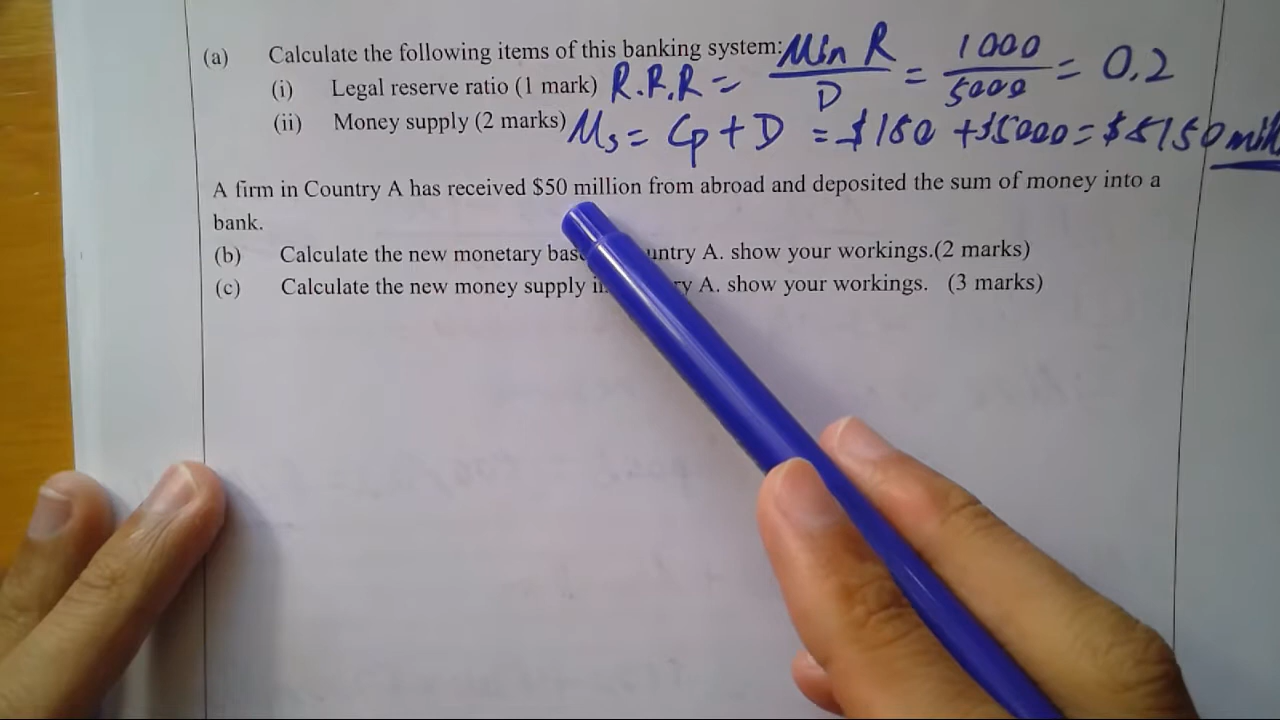 (a) Calculate the following items of this banking system: Min R / D = 1000 / 5000 = 0.2
(i) Legal reserve ratio (1 mark) R.R.R =
(ii) Money supply (2 marks) Ms = Cp + D = $150 + $5000 = $5150 mil
A firm in Country A has received $50 million from abroad and deposited the sum of money into a
bank.
(b) Calculate the new monetary A. show your workings.(2 marks)
(c) Calculate the new money supply A. show your workings. (3 marks)